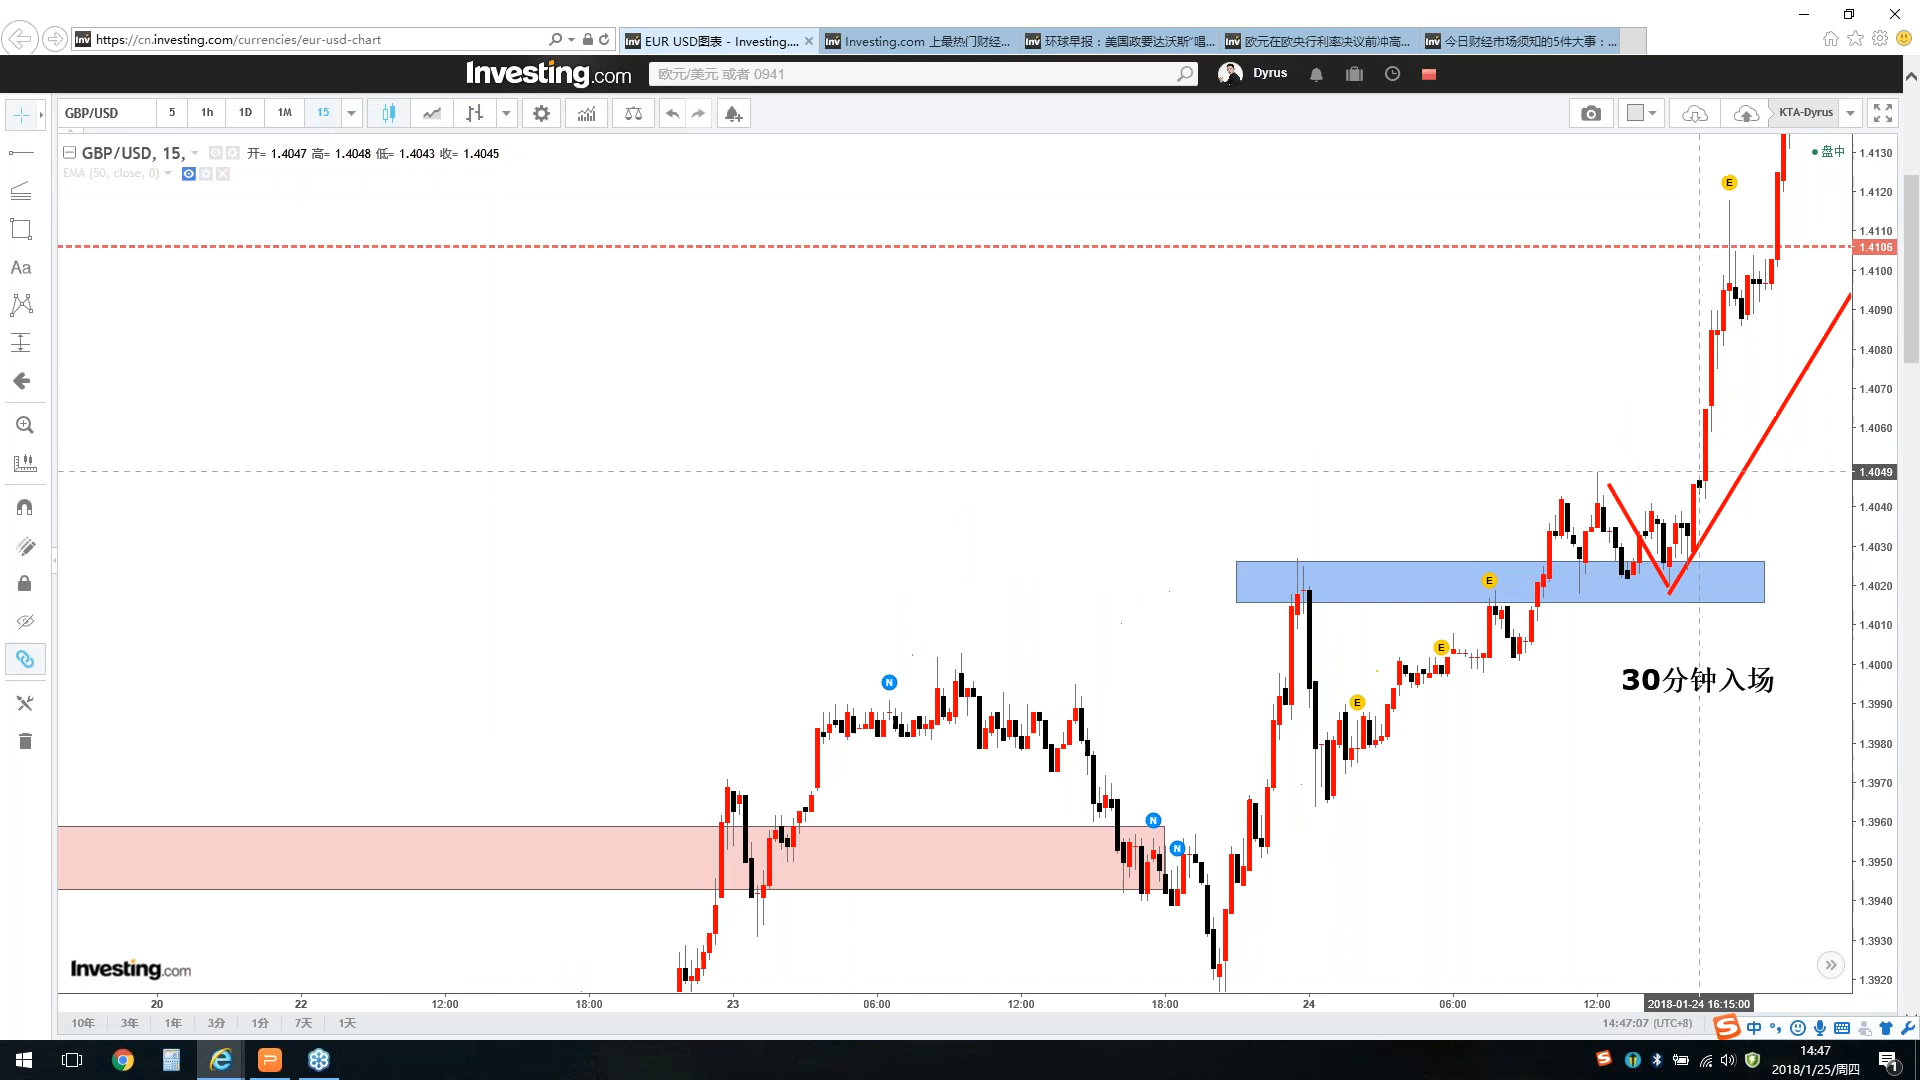 https://cn.investing.com/currencies/eur-usd-chart
EUR USD图表 - Investing....
Investing.com 上最热门财经...
环球早报：美国政要达沃斯“唱...
欧元在欧央行利率决议前冲高...
今日财经市场须知的5件大事：...
Investing.com
欧元/美元 或者 0941
Dyrus
GBP/USD
5
1h
1D
1M
15
KTA-Dyrus
GBP/USD, 15,
开= 1.4047 高= 1.4048 低= 1.4043 收= 1.4045
EMA (50, close, 0)
盘中
1.4130
1.4120
1.4110
1.4106
1.4100
1.4090
1.4080
1.4070
1.4060
1.4049
1.4040
1.4030
1.4020
1.4010
1.4000
1.3990
1.3980
1.3970
1.3960
1.3950
1.3940
1.3930
1.3920
E
E
E
E
N
N
N
30分钟入场
Investing.com
20
22
12:00
18:00
23
06:00
12:00
18:00
24
06:00
12:00
2018-01-24 16:15:00
10年
3年
1年
3分
1分
7天
1天
14:47:07 (UTC+8)
中
14:47
2018/1/25/周四
1